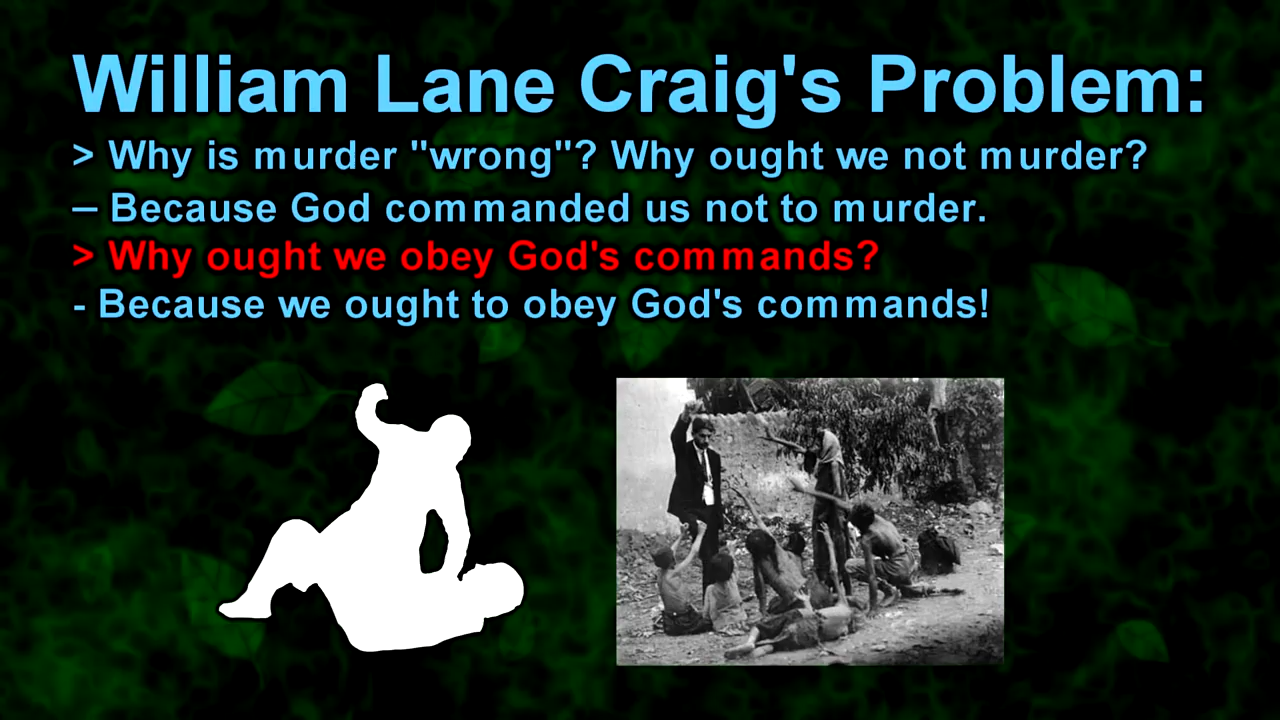 William Lane Craig's Problem:
> Why is murder "wrong"? Why ought we not murder?
– Because God commanded us not to murder.
> Why ought we obey God's commands?
- Because we ought to obey God's commands!